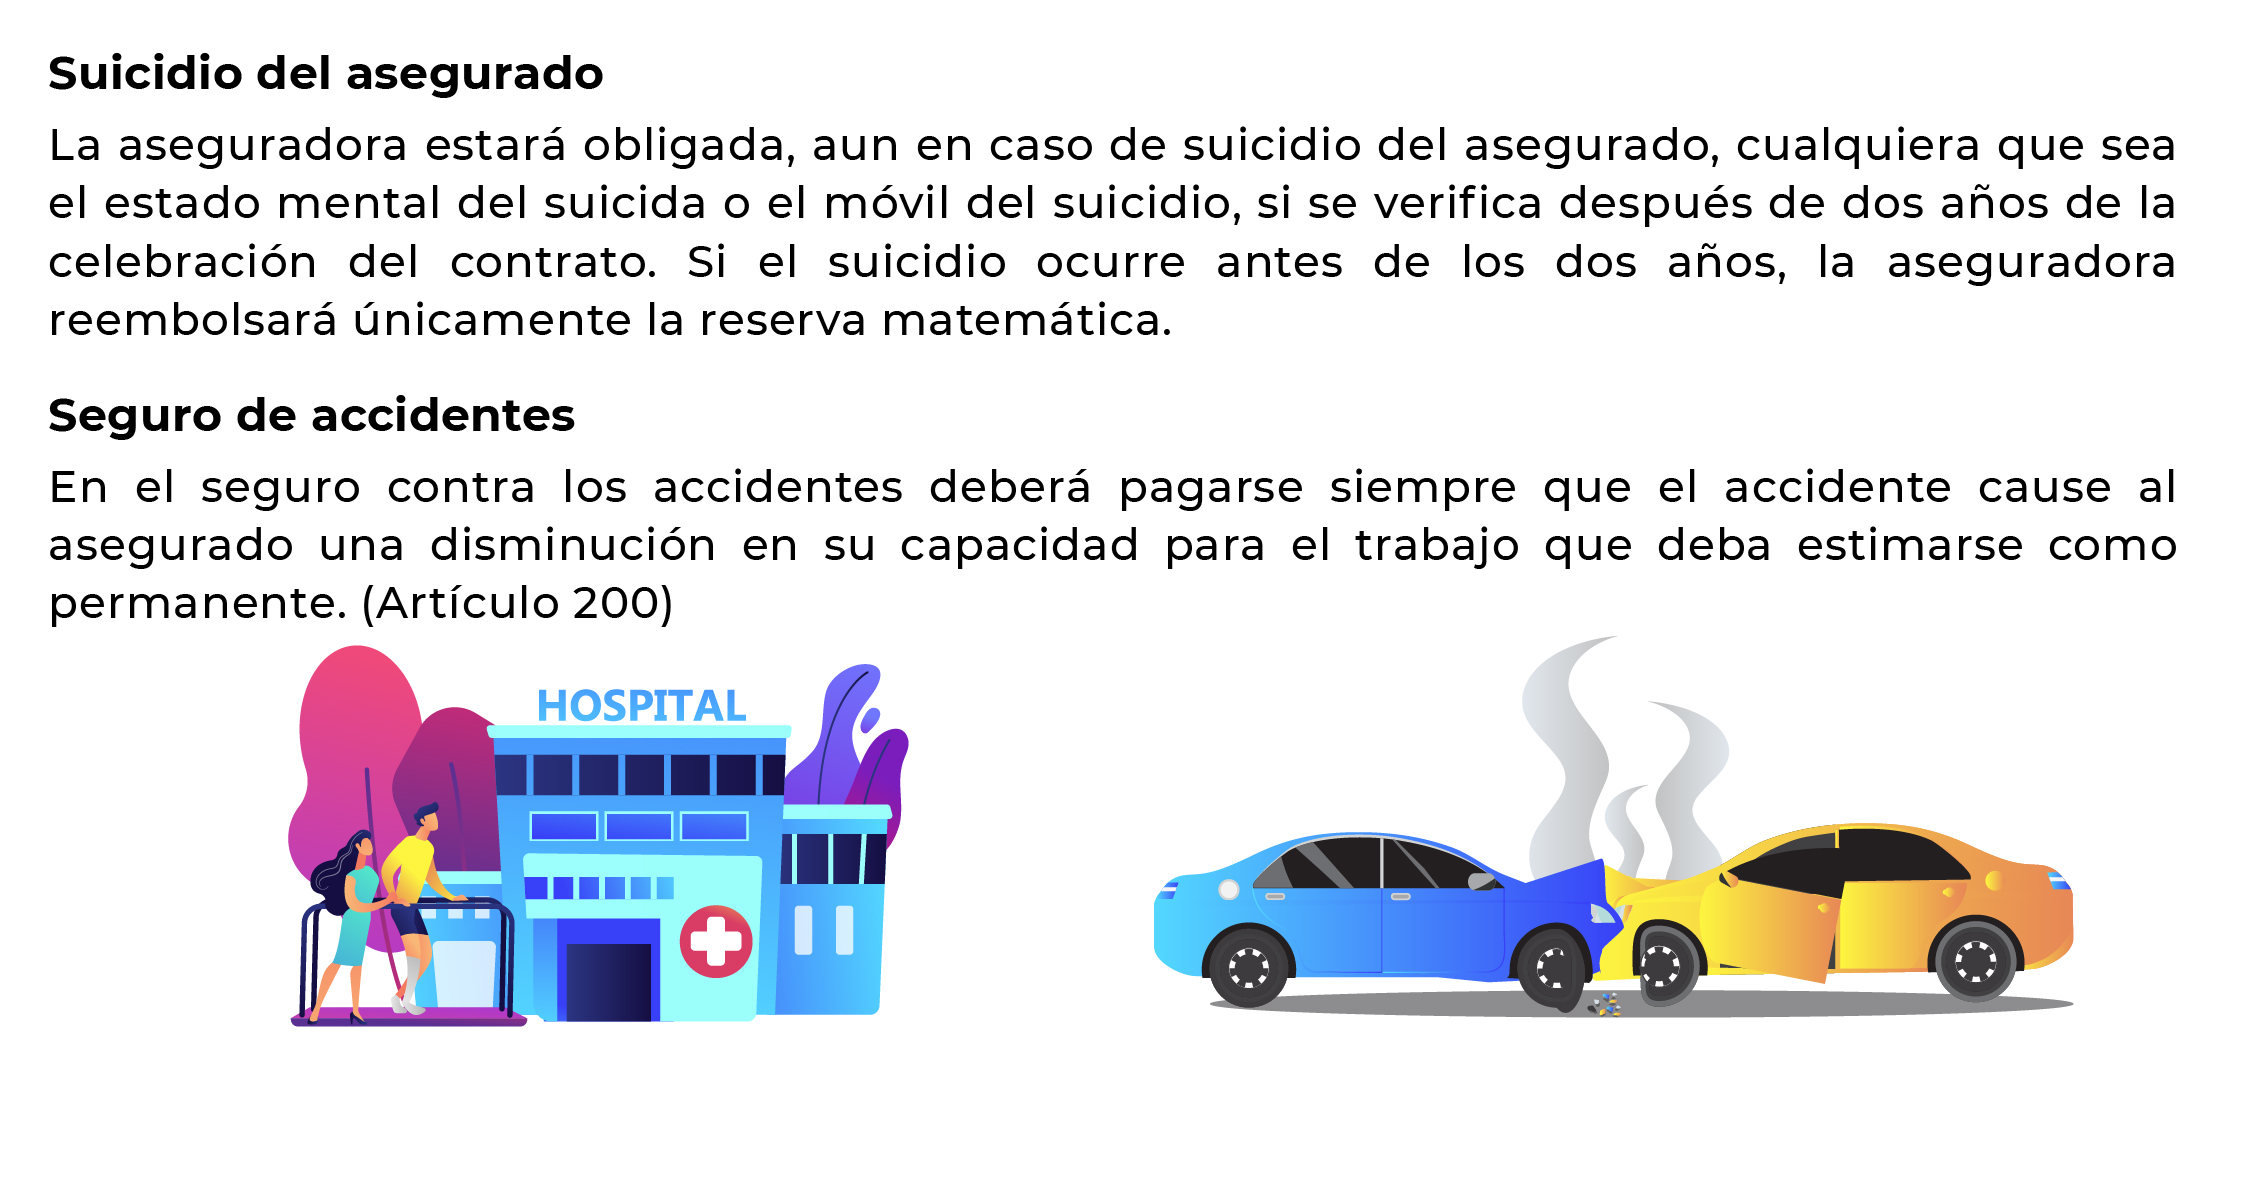 Suicidio del asegurado
La aseguradora estará obligada, aun en caso de suicidio del asegurado, cualquiera que sea
el estado mental del suicida o el móvil del suicidio, si se verifica después de dos años de la
celebración del contrato. Si el suicidio ocurre antes de los dos años, la aseguradora
reembolsará únicamente la reserva matemática.
Seguro de accidentes
En el seguro contra los accidentes deberá pagarse siempre que el accidente cause al
asegurado una disminución en su capacidad para el trabajo que deba estimarse como
permanente. (Artículo 200)
HOSPITAL